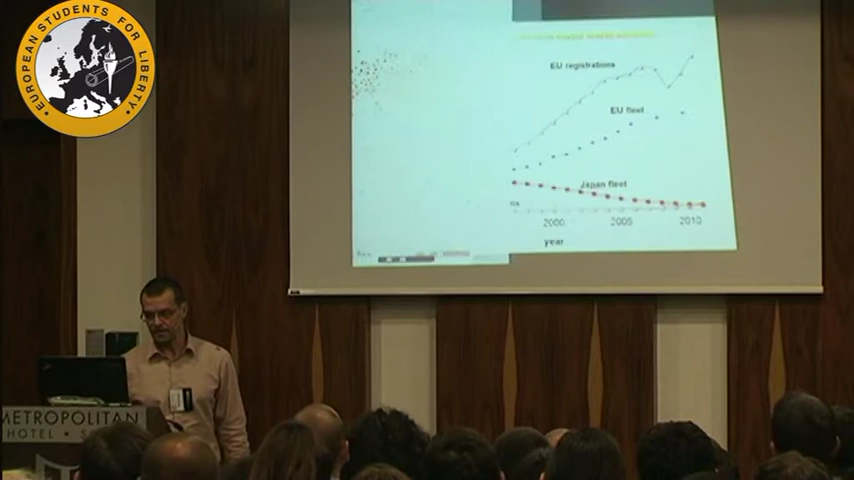 EUROPEAN STUDENTS FOR LIBERTY
EU registrations
EU fleet
Japan fleet
2000 2005 2010
year
METROPOLITAN
HOTEL